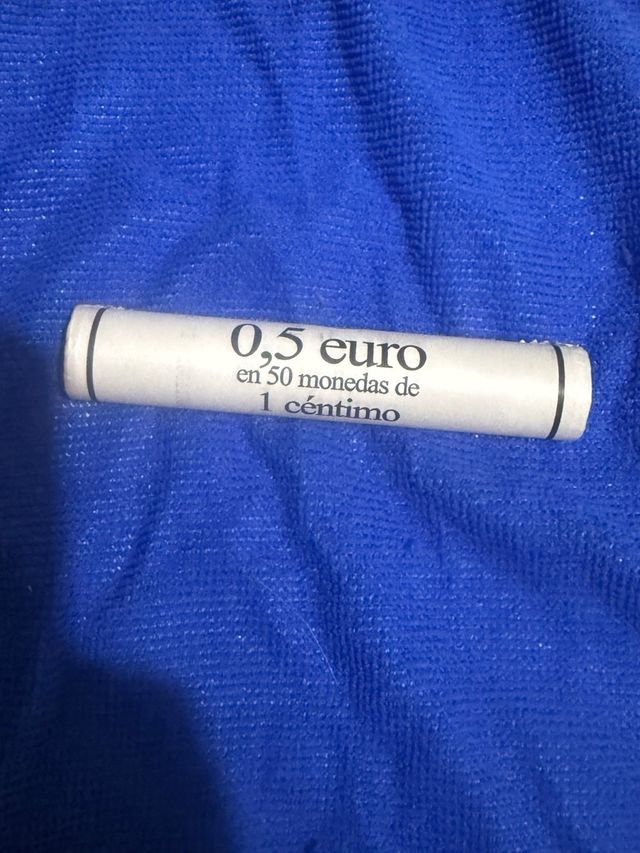 0,5 euro
en 50 monedas de
1 céntimo